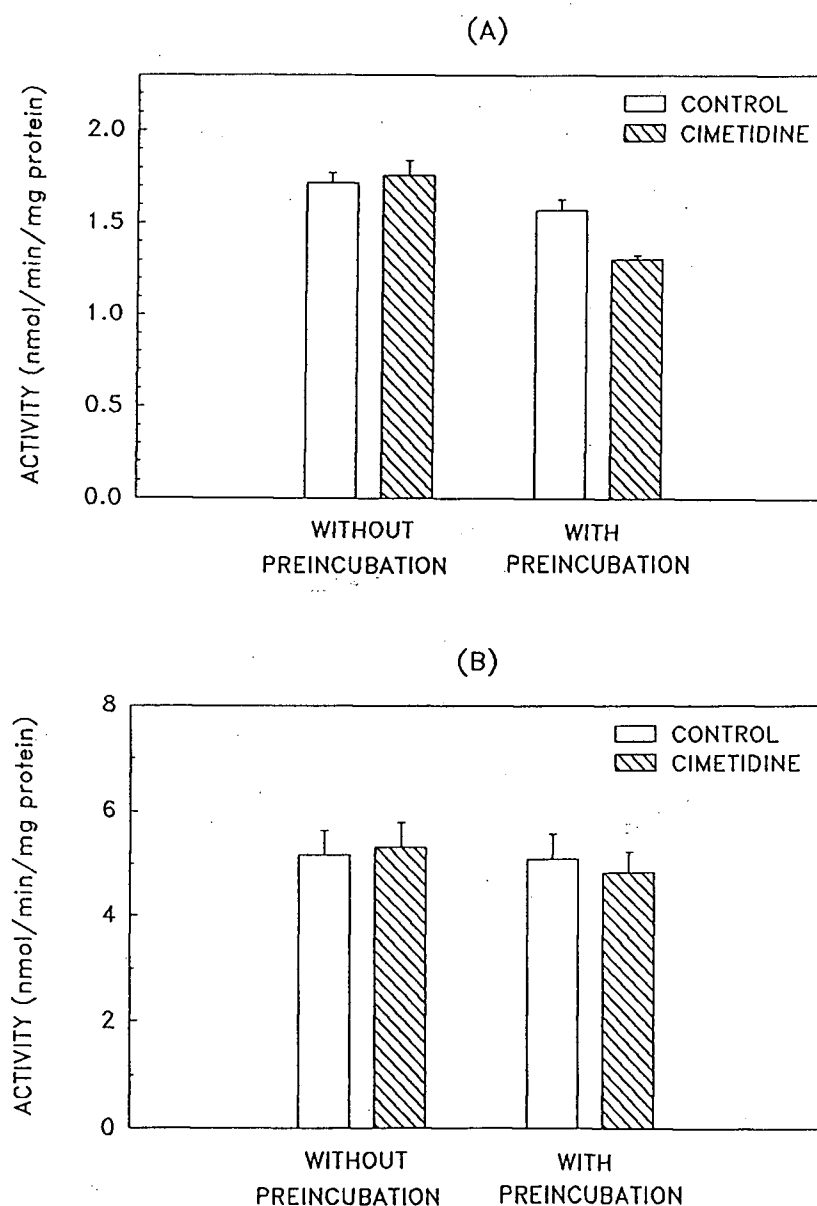 (A)
ACTIVITY (nmol/min/mg protein)
2.0
1.5
1.0
0.5
0.0
CONTROL
CIMETIDINE
WITHOUT
PREINCUBATION
WITH
PREINCUBATION
(B)
ACTIVITY (nmol/min/mg protein)
8
6
4
2
0
CONTROL
CIMETIDINE
WITHOUT
PREINCUBATION
WITH
PREINCUBATION